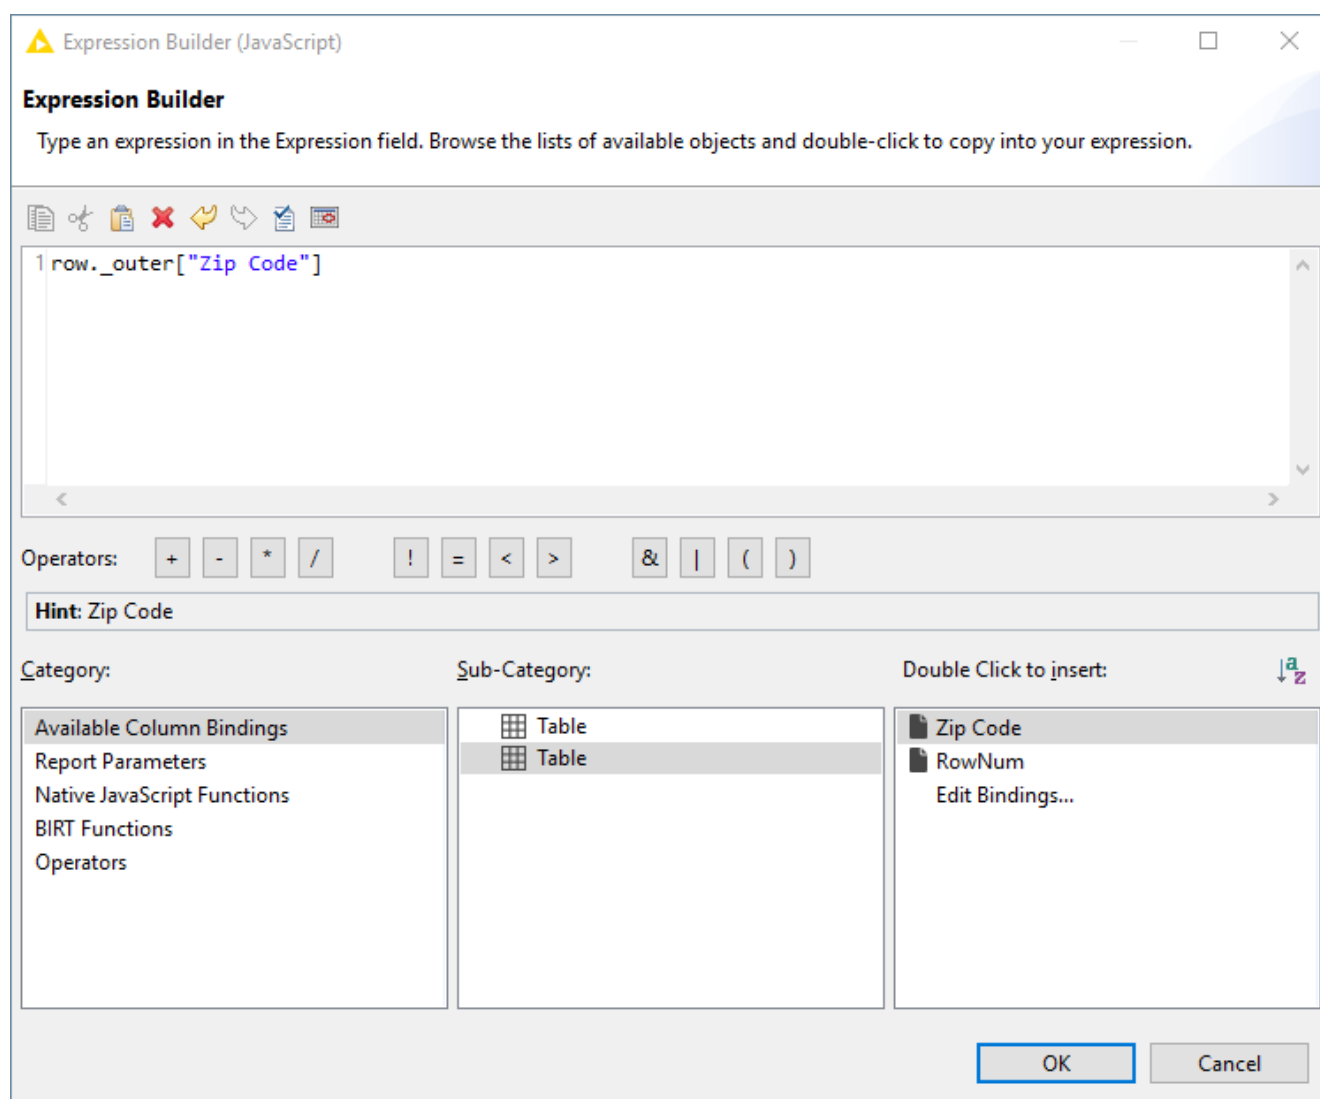 Expression Builder (JavaScript)
Expression Builder
Type an expression in the Expression field. Browse the lists of available objects and double-click to copy into your expression.
1 row._outer["Zip Code"]
Operators: + - * / ! = < > & | ( )
Hint: Zip Code
Category: Sub-Category: Double Click to insert:
Available Column Bindings Table Zip Code
Report Parameters Table RowNum
Native JavaScript Functions Edit Bindings...
BIRT Functions
Operators
OK Cancel